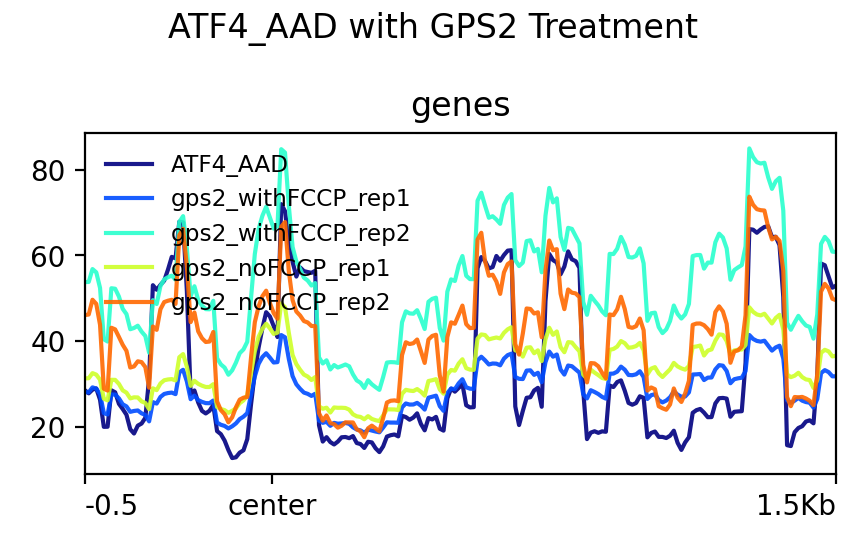 ATF4_AAD with GPS2 Treatment
genes
ATF4_AAD
gps2_withFCCP_rep1
gps2_withFCCP_rep2
gps2_noFCCP_rep1
gps2_noFCCP_rep2
80
60
40
20
-0.5 center 1.5Kb